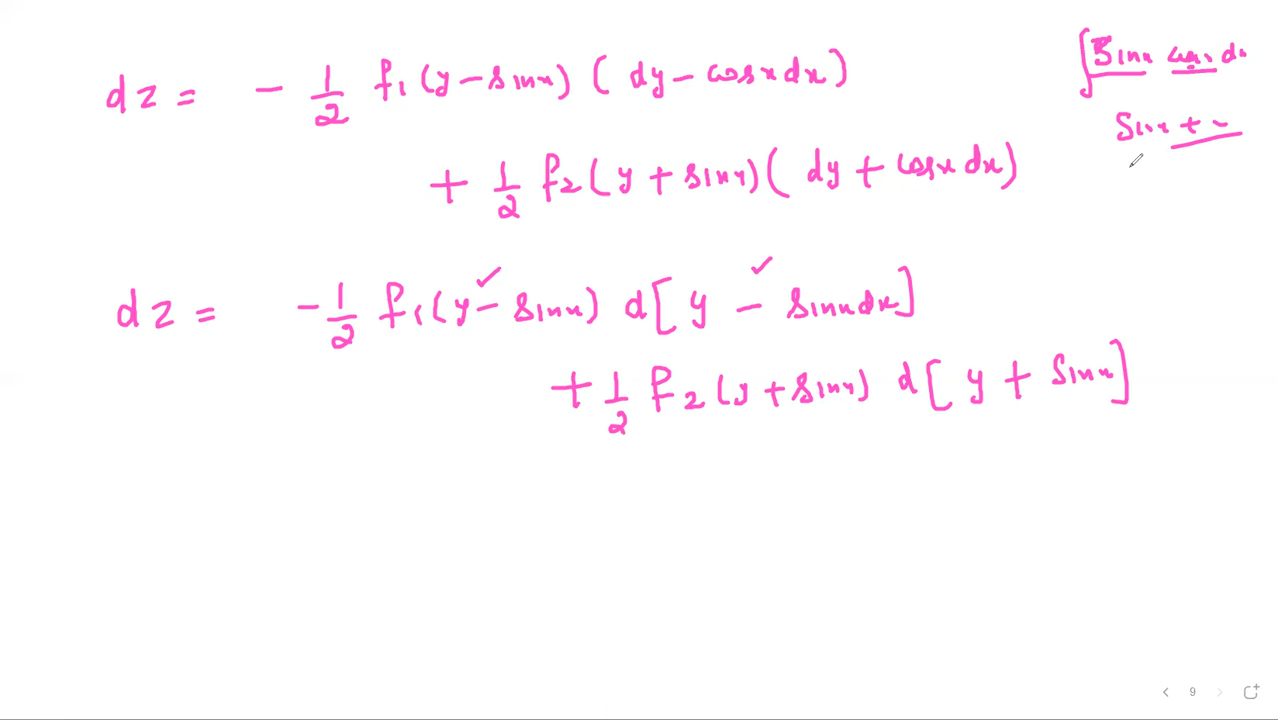 dz = - 1/2 f₁(y - sinx) (dy - cosx dx)
+ 1/2 f₂(y + sinx)(dy + cosx dx)
dz = -1/2 f₁(y - sinx) d[y - sinx dx]
+ 1/2 f₂(y + sinx) d[y + sinx]
∫ sinx cosx dx
sinx +
9